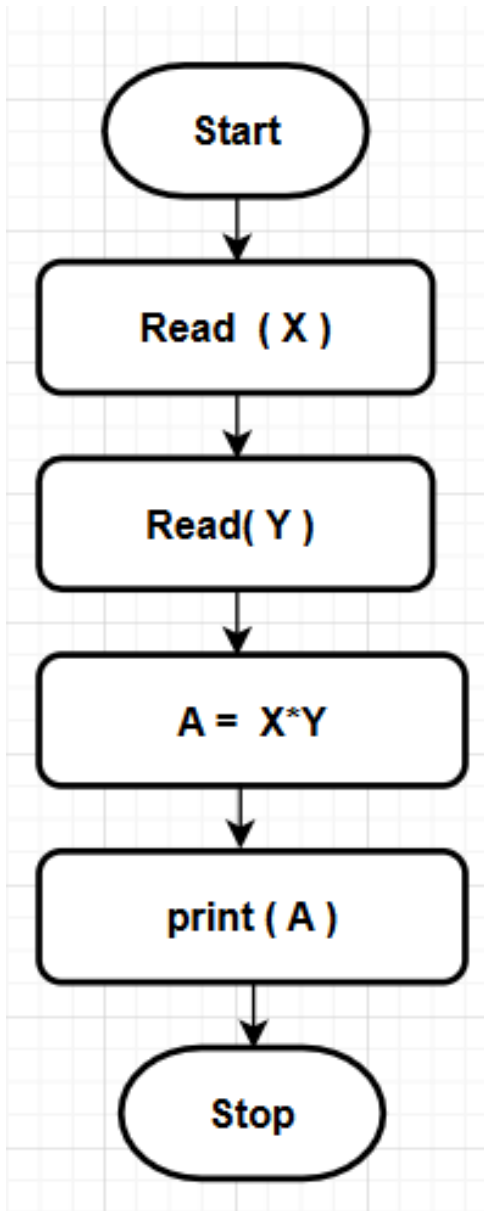 Start
Read ( X )
Read( Y )
A = X*Y
print ( A )
Stop